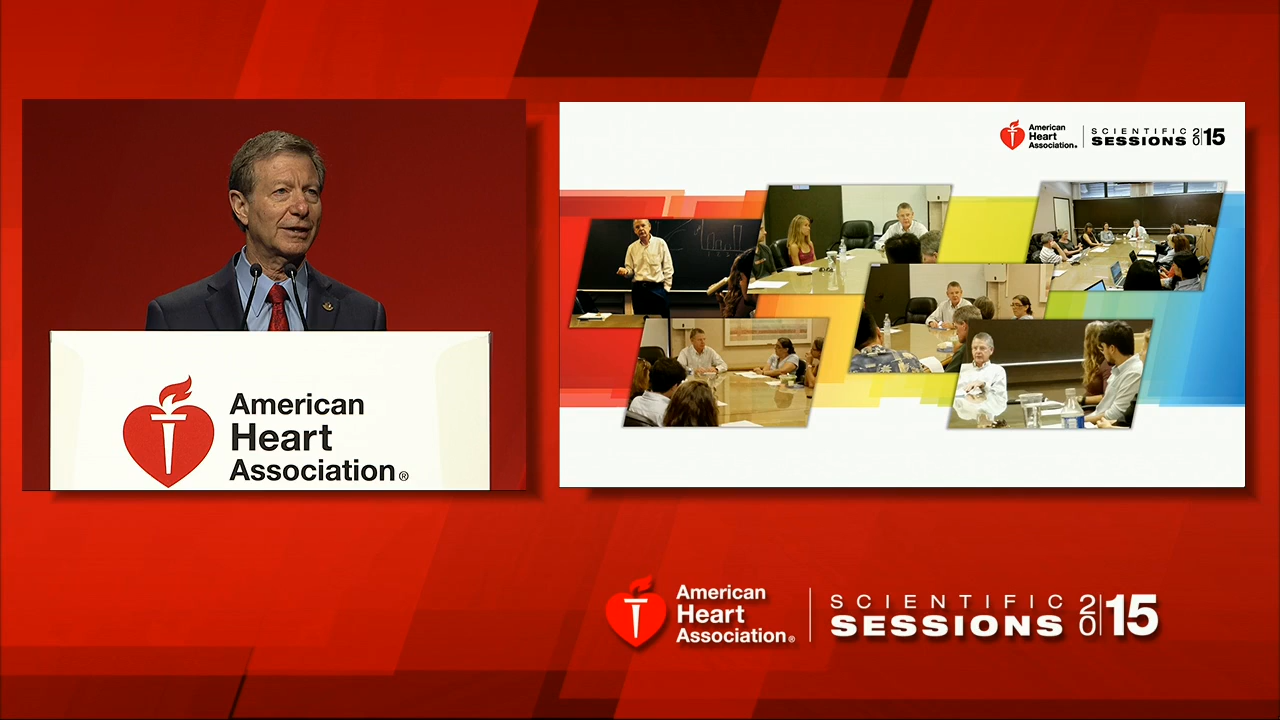 American
Heart
Association®
American
Heart
Association®
SCIENTIFIC
SESSIONS
2015
American
Heart
Association®
SCIENTIFIC
SESSIONS
2015